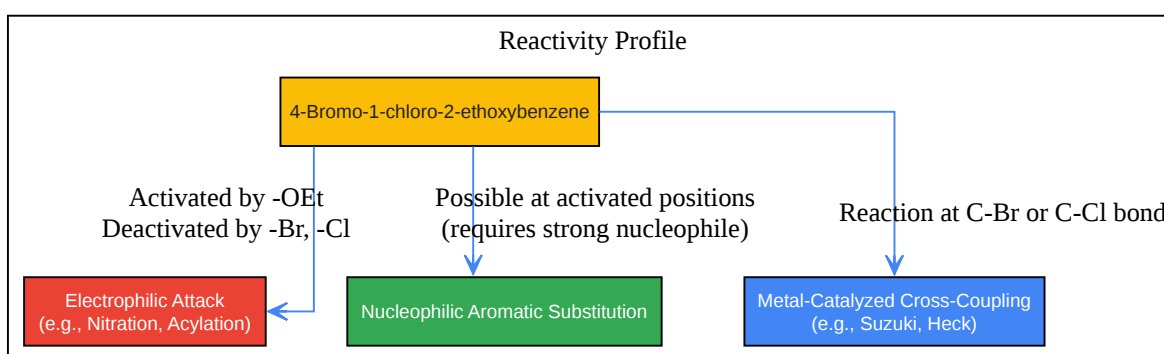 Reactivity Profile
4-Bromo-1-chloro-2-ethoxybenzene
Activated by -OEt
Deactivated by -Br, -Cl
Possible at activated positions
(requires strong nucleophile)
Reaction at C-Br or C-Cl bond
Electrophilic Attack
(e.g., Nitration, Acylation)
Nucleophilic Aromatic Substitution
Metal-Catalyzed Cross-Coupling
(e.g., Suzuki, Heck)